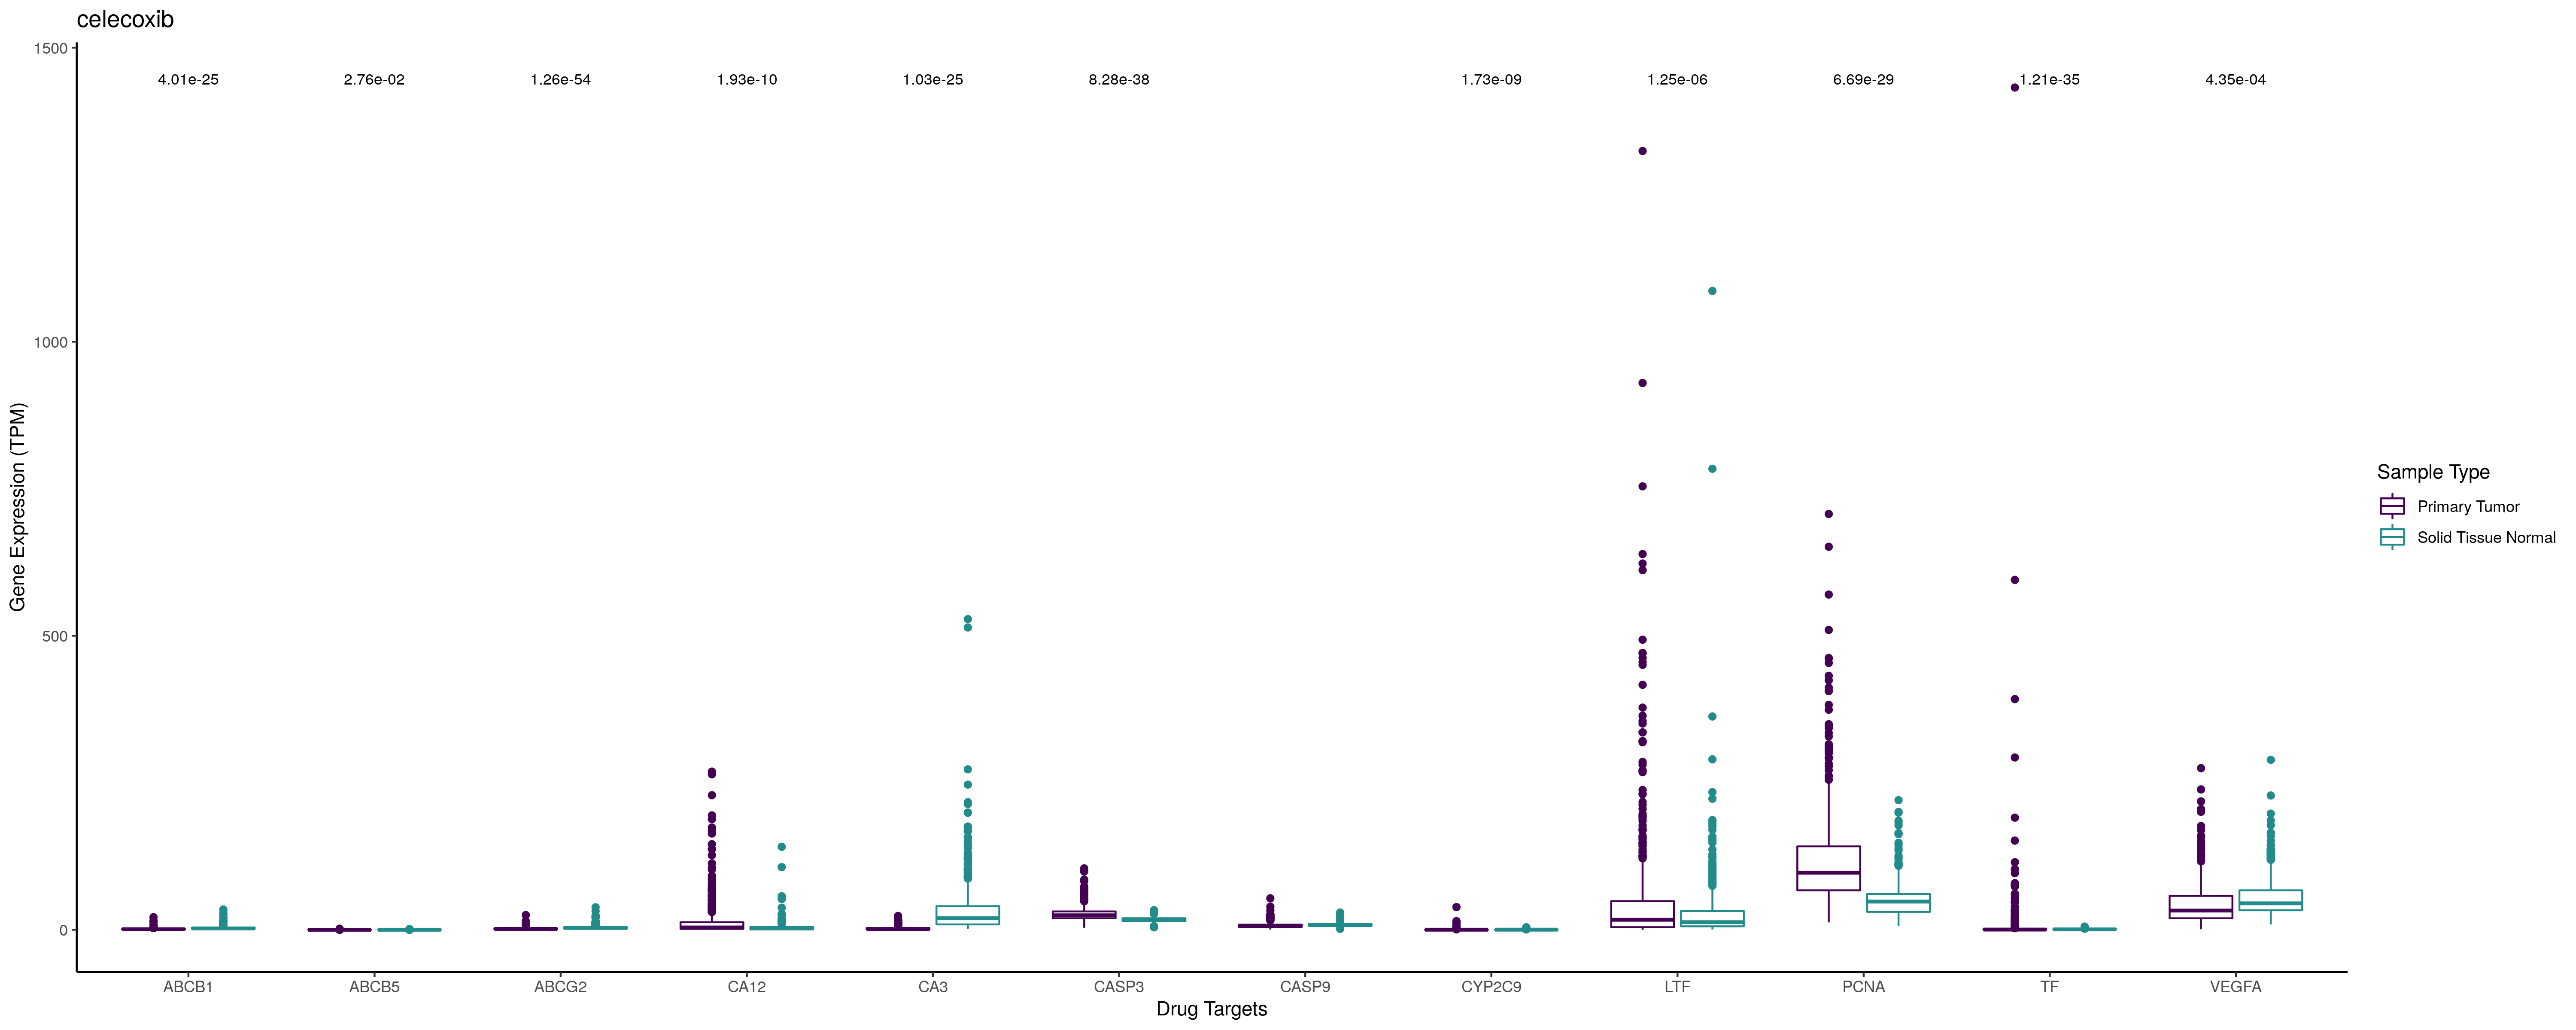 celecoxib
1500
4.01e-25 2.76e-02 1.26e-54 1.93e-10 1.03e-25 8.28e-38 1.73e-09 1.25e-06 6.69e-29 1.21e-35 4.35e-04
1000
500
0
Gene Expression (TPM)
ABCB1 ABCB5 ABCG2 CA12 CA3 CASP3 CASP9 CYP2C9 LTF PCNA TF VEGFA
Drug Targets
Sample Type
Primary Tumor
Solid Tissue Normal